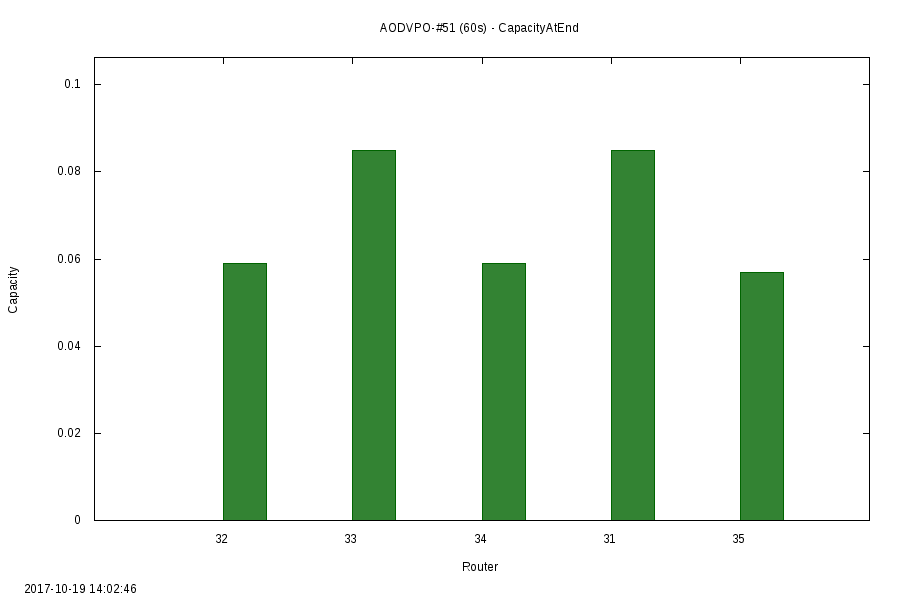 AODVPO-#51 (60s) - CapacityAtEnd
0.1
0.08
0.06
0.04
0.02
0
Capacity
32 33 34 31 35
Router
2017-10-19 14:02:46